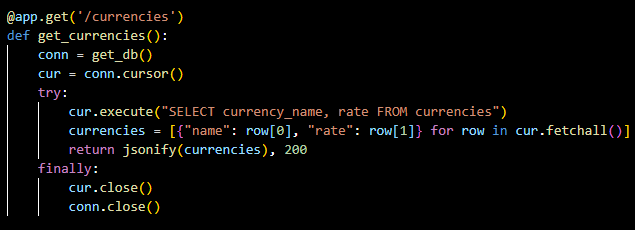 @app.get('/currencies')
def get_currencies():
    conn = get_db()
    cur = conn.cursor()
    try:
        cur.execute("SELECT currency_name, rate FROM currencies")
        currencies = [{"name": row[0], "rate": row[1]} for row in cur.fetchall()]
        return jsonify(currencies), 200
    finally:
        cur.close()
        conn.close()